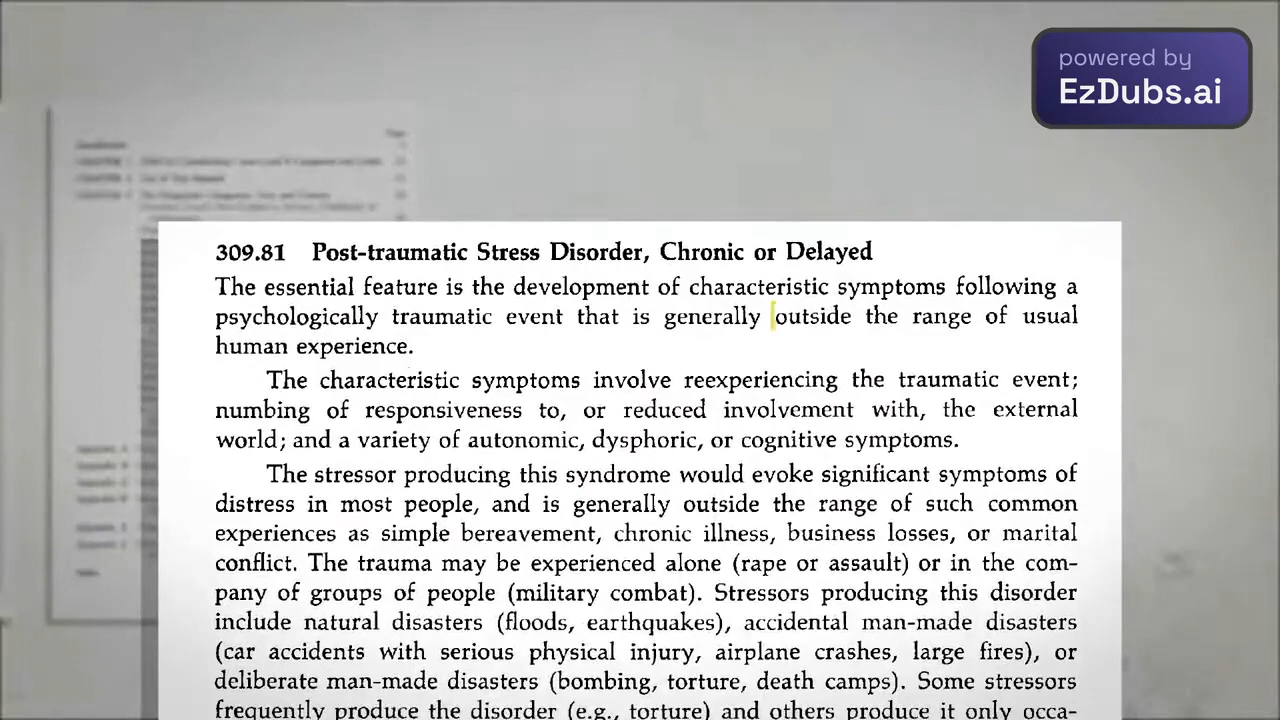 powered by
EzDubs.ai
309.81 Post-traumatic Stress Disorder, Chronic or Delayed
The essential feature is the development of characteristic symptoms following a
psychologically traumatic event that is generally outside the range of usual
human experience.
The characteristic symptoms involve reexperiencing the traumatic event;
numbing of responsiveness to, or reduced involvement with, the external
world; and a variety of autonomic, dysphoric, or cognitive symptoms.
The stressor producing this syndrome would evoke significant symptoms of
distress in most people, and is generally outside the range of such common
experiences as simple bereavement, chronic illness, business losses, or marital
conflict. The trauma may be experienced alone (rape or assault) or in the com-
pany of groups of people (military combat). Stressors producing this disorder
include natural disasters (floods, earthquakes), accidental man-made disasters
(car accidents with serious physical injury, airplane crashes, large fires), or
deliberate man-made disasters (bombing, torture, death camps). Some stressors
frequently produce the disorder (e.g., torture) and others produce it only occa-